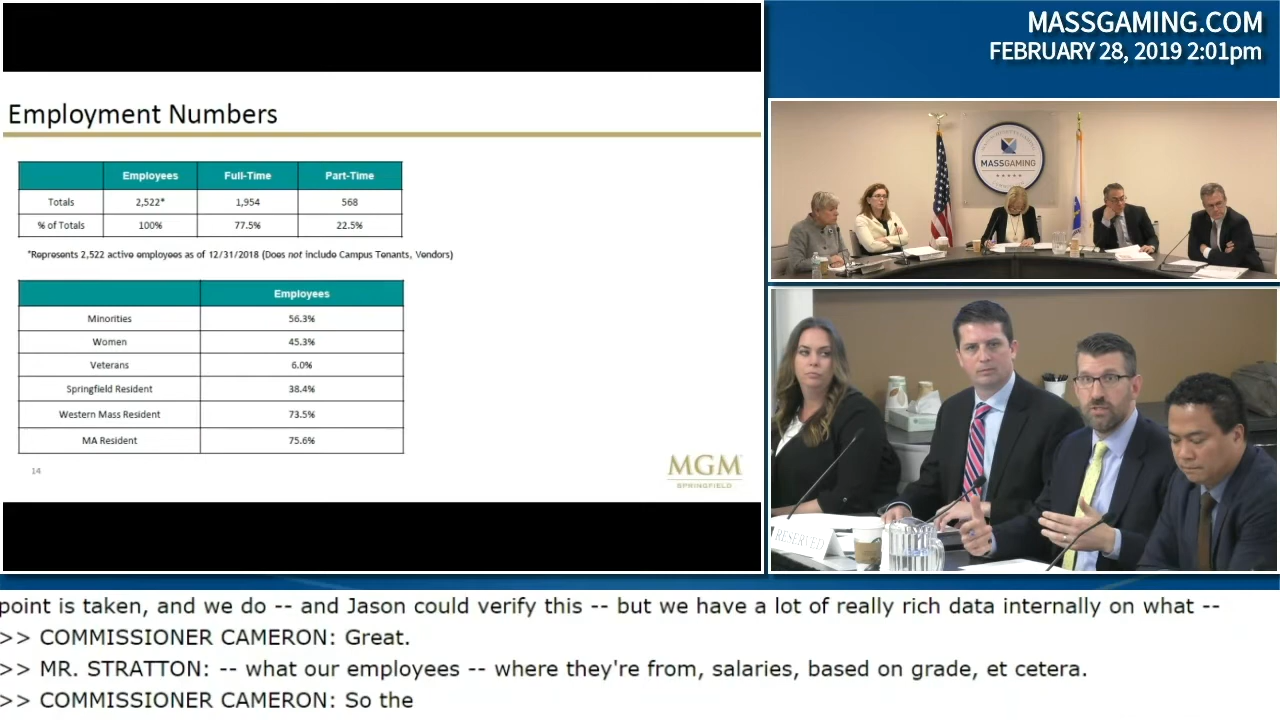 MASSGAMING.COM
FEBRUARY 28, 2019 2:01pm
Employment Numbers
Employees Full-Time Part-Time
Totals 2,522* 1,954 568
% of Totals 100% 77.5% 22.5%
*Represents 2,522 active employees as of 12/31/2018 (Does not include Campus Tenants, Vendors)
Employees
Minorities 56.3%
Women 45.3%
Veterans 6.0%
Springfield Resident 38.4%
Western Mass Resident 73.5%
MA Resident 75.6%
14
MGM
SPRINGFIELD
MASSGAMING
RESERVED
point is taken, and we do -- and Jason could verify this -- but we have a lot of really rich data internally on what --
>> COMMISSIONER CAMERON: Great.
>> MR. STRATTON: -- what our employees -- where they're from, salaries, based on grade, et cetera.
>> COMMISSIONER CAMERON: So the